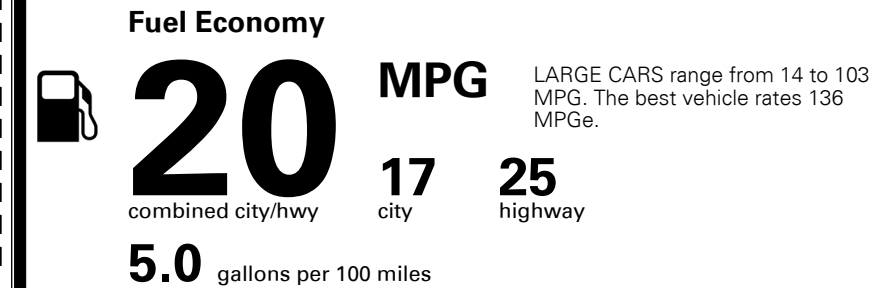 Fuel Economy
20 MPG
LARGE CARS range from 14 to 103
MPG. The best vehicle rates 136
MPGe.
17 25
combined city/hwy city highway
5.0 gallons per 100 miles